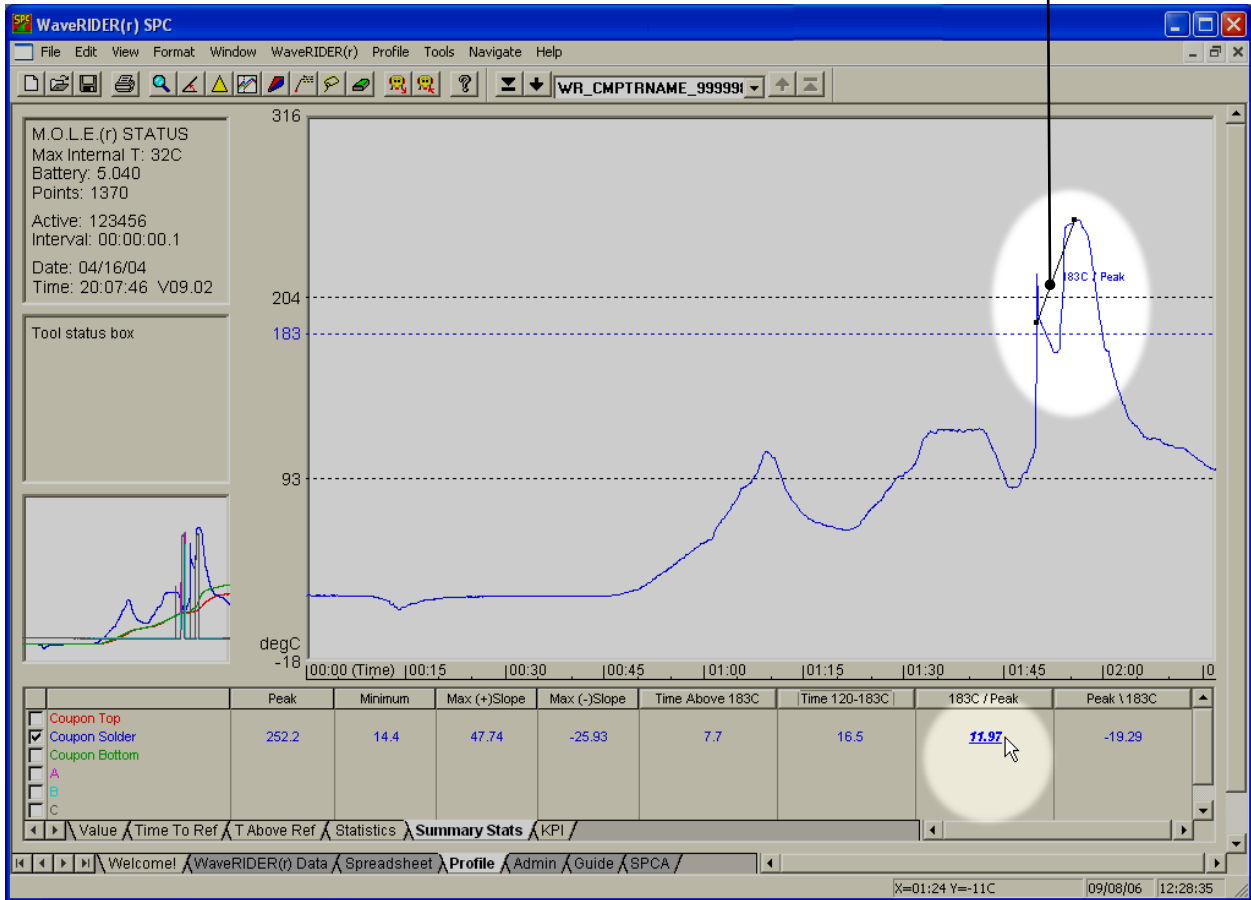 WaveRIDER(r) SPC
File Edit View Format Window WaveRIDER(r) Profile Tools Navigate Help
M.O.L.E.(r) STATUS
Max Internal T: 32C
Battery: 5.040
Points: 1370
Active: 123456
Interval: 00:00:00.1
Date: 04/16/04
Time: 20:07:46 V09.02
Tool status box
316
204
183
93
degC
-18
183C / Peak
00:00 (Time) 00:15 00:30 00:45 01:00 01:15 01:30 01:45 02:00 0
Peak Minimum Max (+)Slope Max (-)Slope Time Above 183C Time 120-183C 183C / Peak Peak \ 183C
Coupon Top
Coupon Solder 252.2 14.4 47.74 -25.93 7.7 16.5 11.97 -19.29
Coupon Bottom
A
B
C
Value Time To Ref T Above Ref Statistics Summary Stats KPI
Welcome! WaveRIDER(r) Data Spreadsheet Profile Admin Guide SPCA
X=01:24 Y=-11C 09/08/06 12:28:35